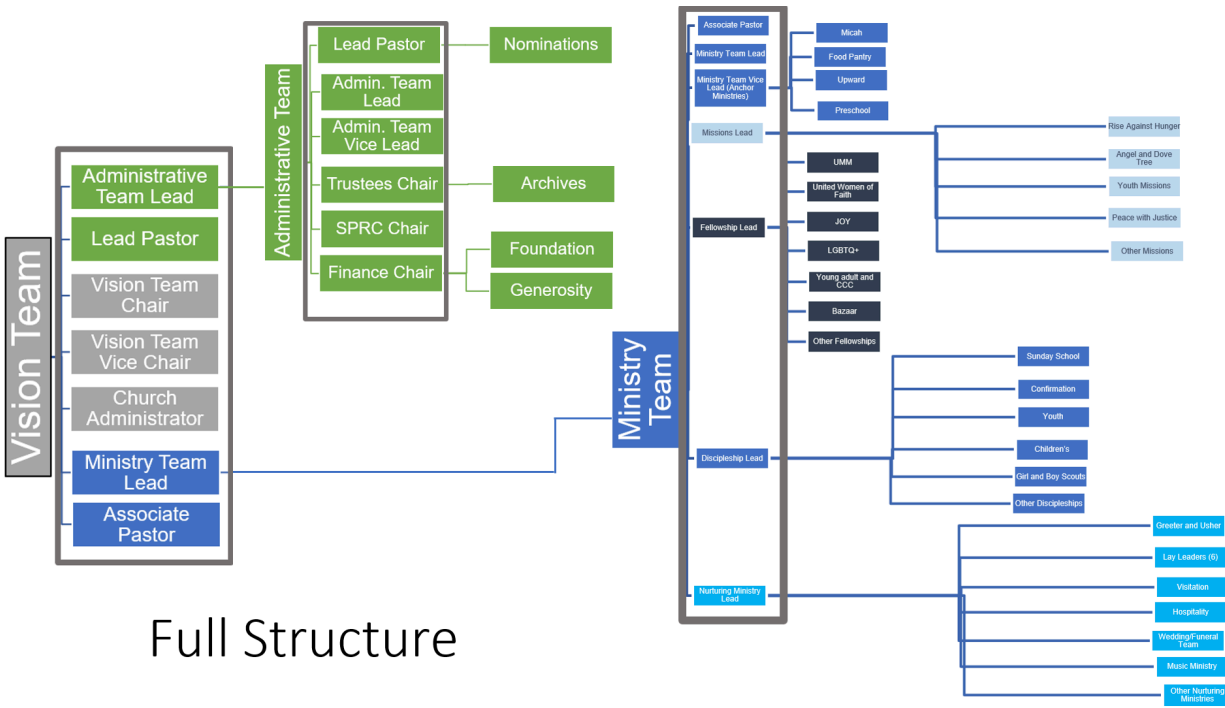 Vision Team
Administrative
Team Lead
Lead Pastor
Vision Team
Chair
Vision Team
Vice Chair
Church
Administrator
Ministry Team
Lead
Associate
Pastor
Administrative Team
Lead Pastor
Admin. Team
Lead
Admin. Team
Vice Lead
Trustees Chair
SPRC Chair
Finance Chair
Nominations
Archives
Foundation
Generosity
Ministry
Team
Associate Pastor
Ministry Team Lead
Ministry Team Vice
Lead (Anchor
Ministries)
Missions Lead
Fellowship Lead
Discipleship Lead
Nurturing Ministry
Lead
Micah
Food Pantry
Upward
Preschool
Rise Against Hunger
Angel and Dove
Tree
Youth Missions
Peace with Justice
Other Missions
UMM
United Women of
Faith
JOY
LGBTQ+
Young adult and
CCC
Bazaar
Other Fellowships
Sunday School
Confirmation
Youth
Children's
Girl and Boy Scouts
Other Discipleships
Greeter and Usher
Lay Leaders (6)
Visitation
Hospitality
Wedding/Funeral
Team
Music Ministry
Other Nurturing
Ministries
Full Structure